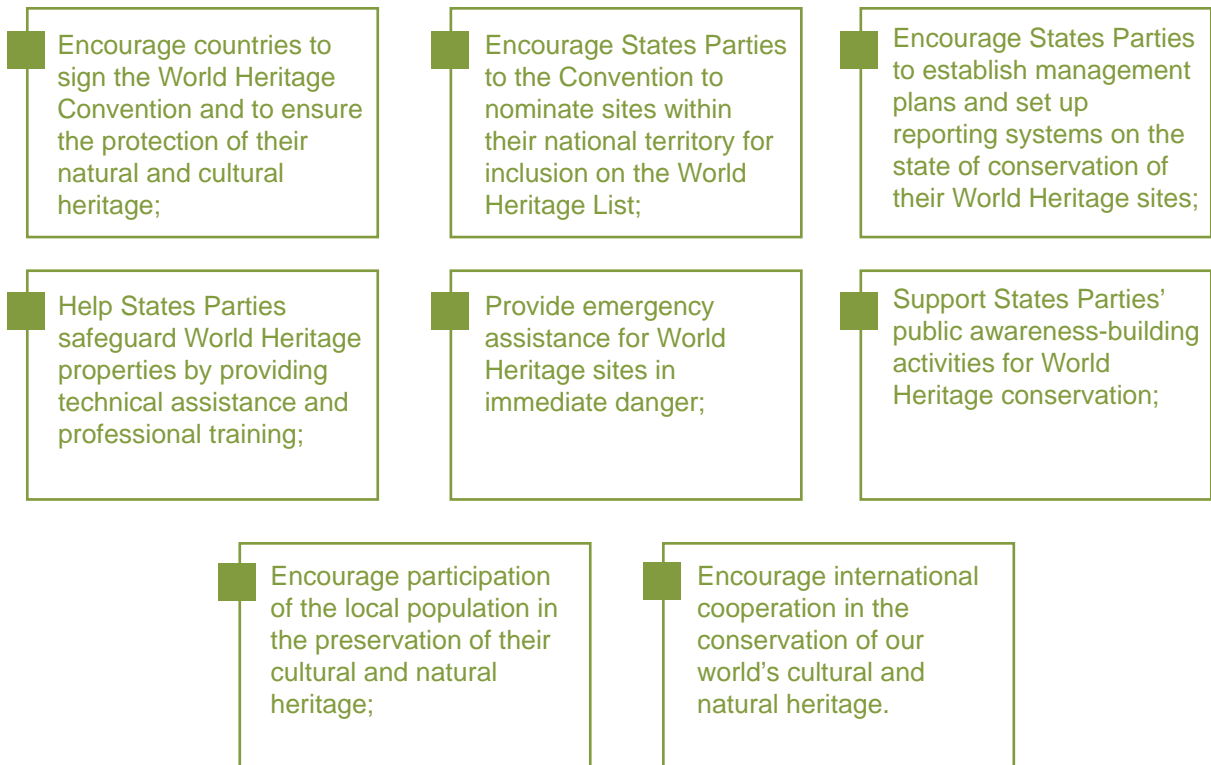 Encourage countries to
sign the World Heritage
Convention and to ensure
the protection of their
natural and cultural
heritage;
Encourage States Parties
to the Convention to
nominate sites within
their national territory for
inclusion on the World
Heritage List;
Encourage States Parties
to establish management
plans and set up
reporting systems on the
state of conservation of
their World Heritage sites;
Help States Parties
safeguard World Heritage
properties by providing
technical assistance and
professional training;
Provide emergency
assistance for World
Heritage sites in
immediate danger;
Support States Parties’
public awareness-building
activities for World
Heritage conservation;
Encourage participation
of the local population in
the preservation of their
cultural and natural
heritage;
Encourage international
cooperation in the
conservation of our
world’s cultural and
natural heritage.